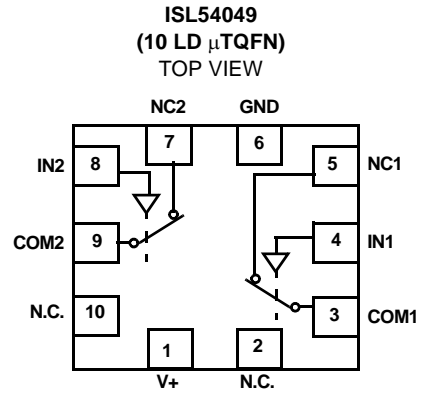 ISL54049
(10 LD μTQFN)
TOP VIEW
NC2 GND
7 6
IN2 8 5 NC1
COM2 9 4 IN1
N.C. 10 3 COM1
1 2
V+ N.C.